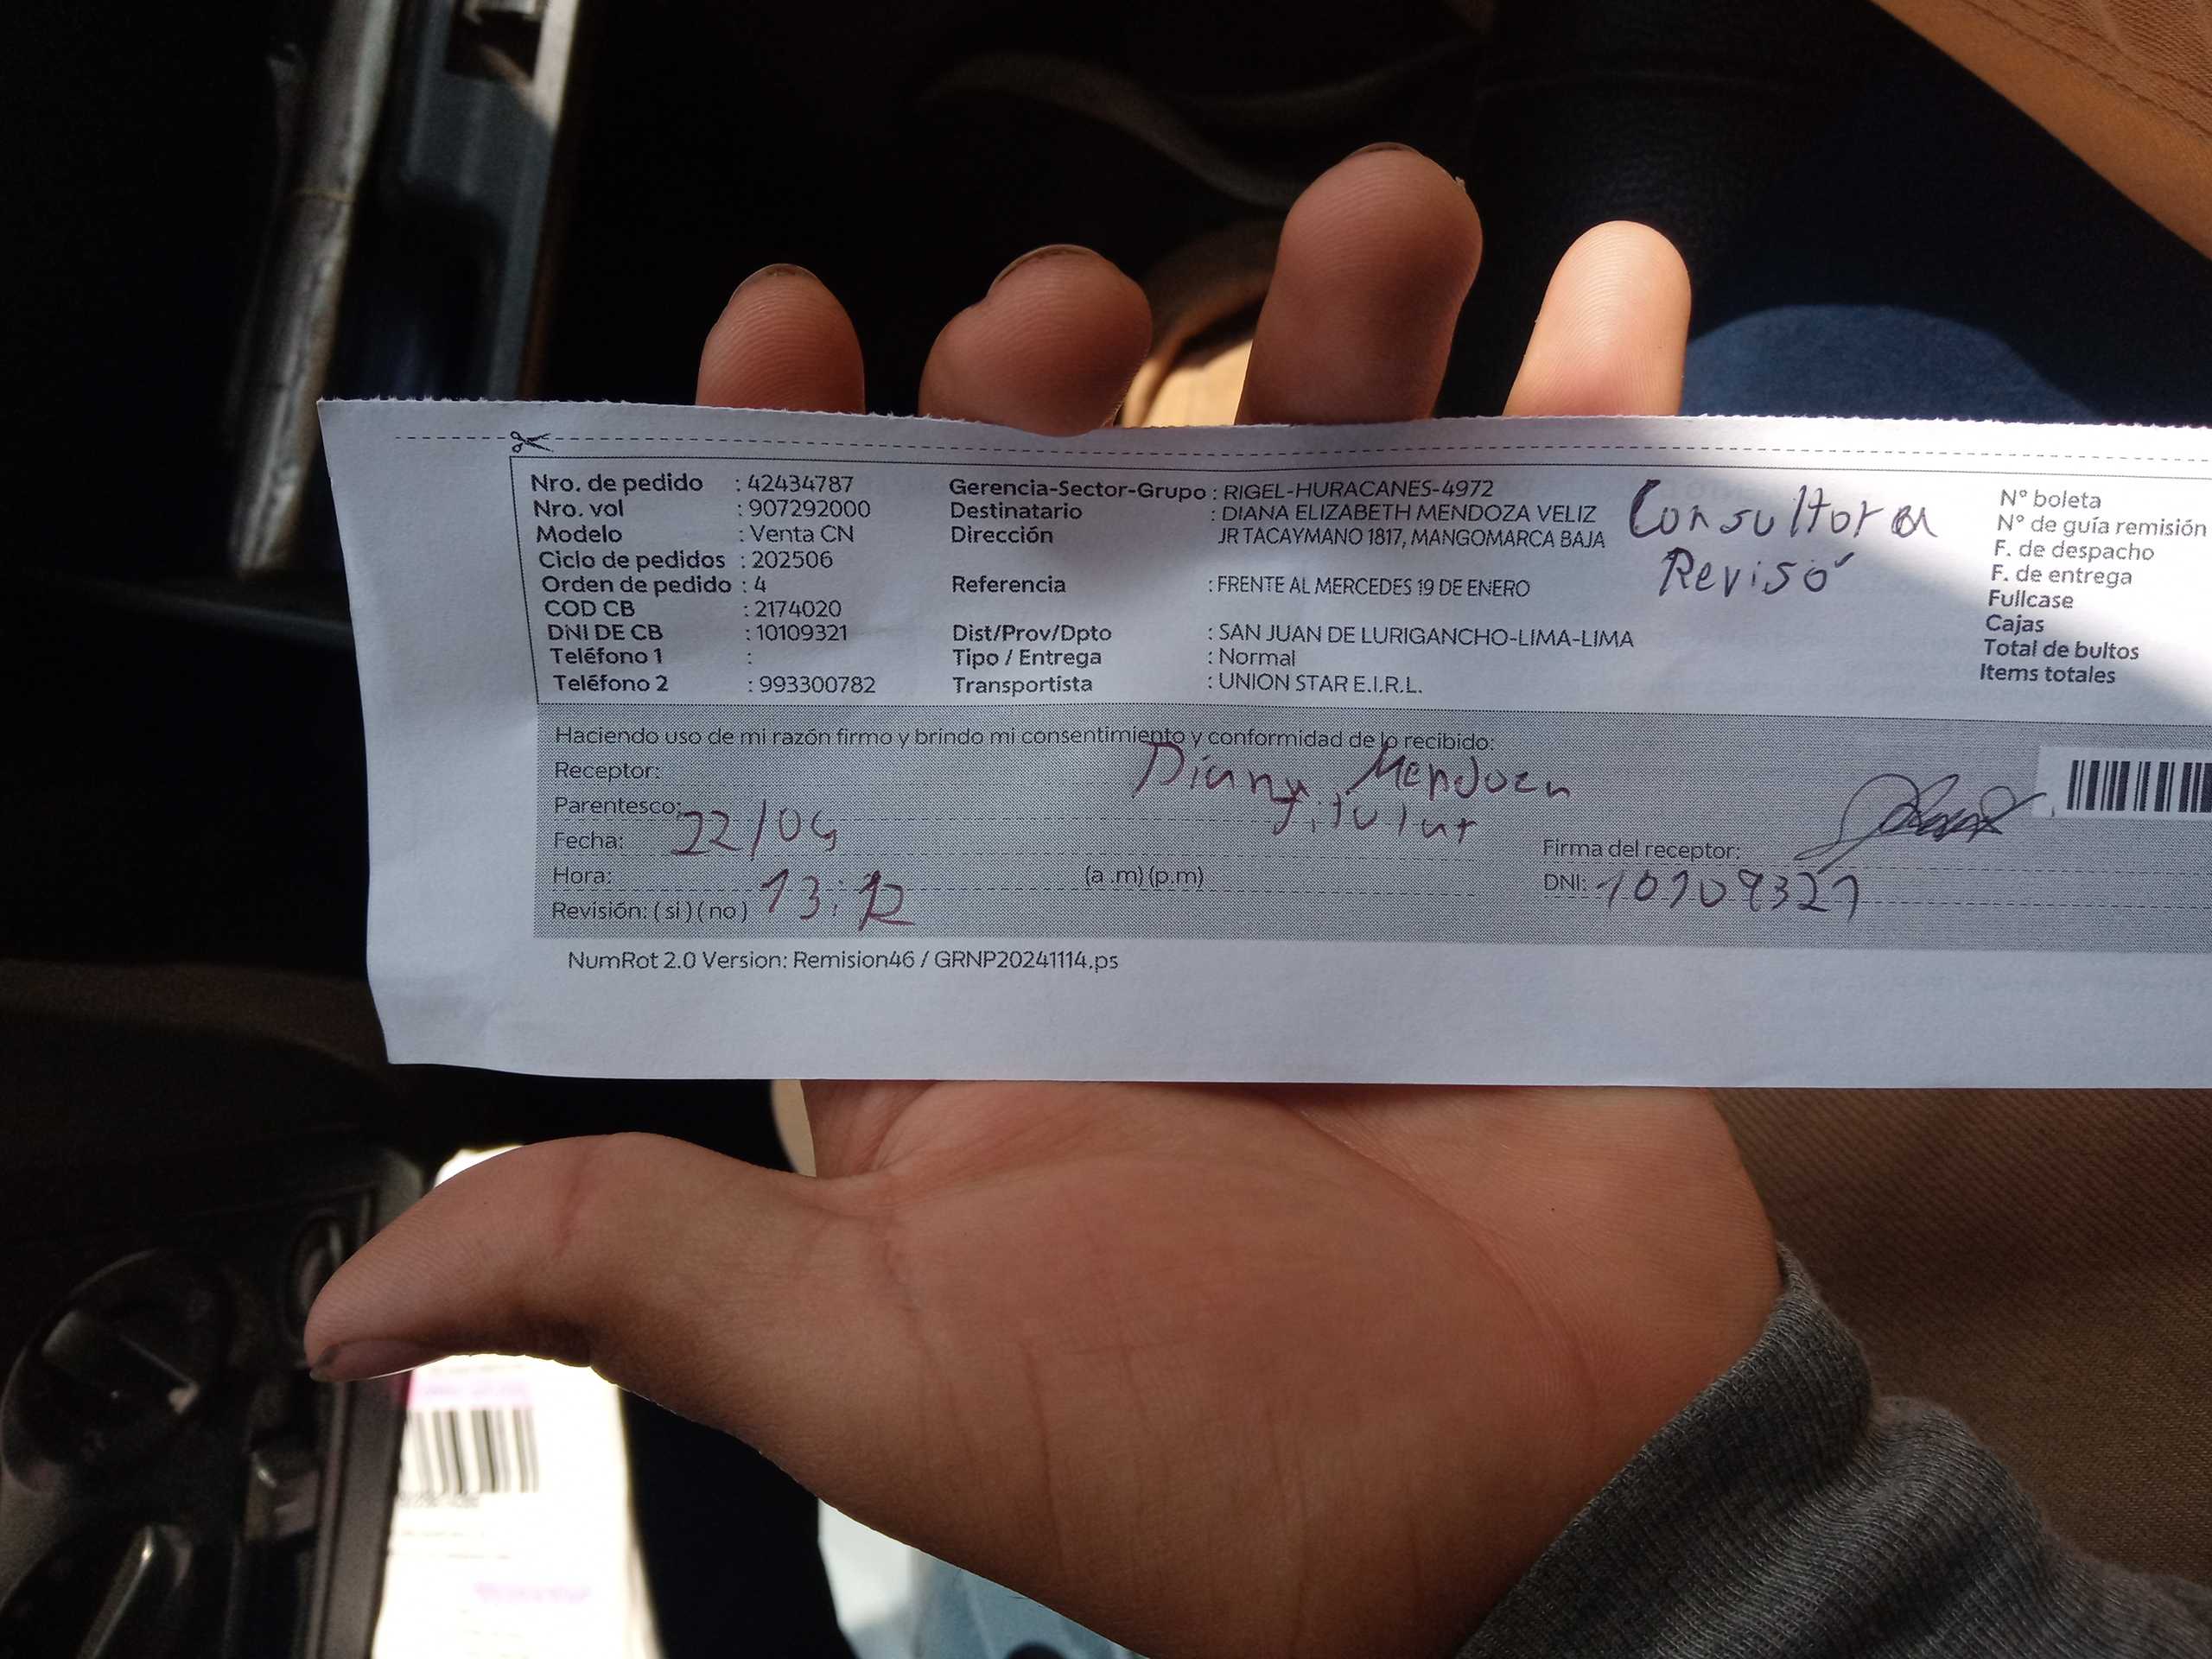 Nro. de pedido : 42434787
Nro. vol : 907292000
Modelo : Venta CN
Ciclo de pedidos : 202506
Orden de pedido : 4
COD CB : 2174020
DNI DE CB : 10109321
Teléfono 1 :
Teléfono 2 : 993300782
Gerencia-Sector-Grupo : RIGEL-HURACANES-4972
Destinatario : DIANA ELIZABETH MENDOZA VELIZ
Dirección JR TACAYMANO 1817, MANGOMARCA BAJA
Referencia : FRENTE AL MERCEDES 19 DE ENERO
Dist/Prov/Dpto : SAN JUAN DE LURIGANCHO-LIMA-LIMA
Tipo / Entrega : Normal
Transportista : UNION STAR E.I.R.L.
Consultora
Revisó
N° boleta
N° de guía remisión
F. de despacho
F. de entrega
Fullcase
Cajas
Total de bultos
Items totales
Haciendo uso de mi razón firmo y brindo mi consentimiento y conformidad de lo recibido:
Receptor: Diana Mendoza
Parentesco: Titular
Fecha: 22/04
Hora: 13:12 (a .m) (p.m)
Revisión: ( si ) ( no )
Firma del receptor:
DNI: 10109321
NumRot 2.0 Version: Remision46 / GRNP20241114.ps